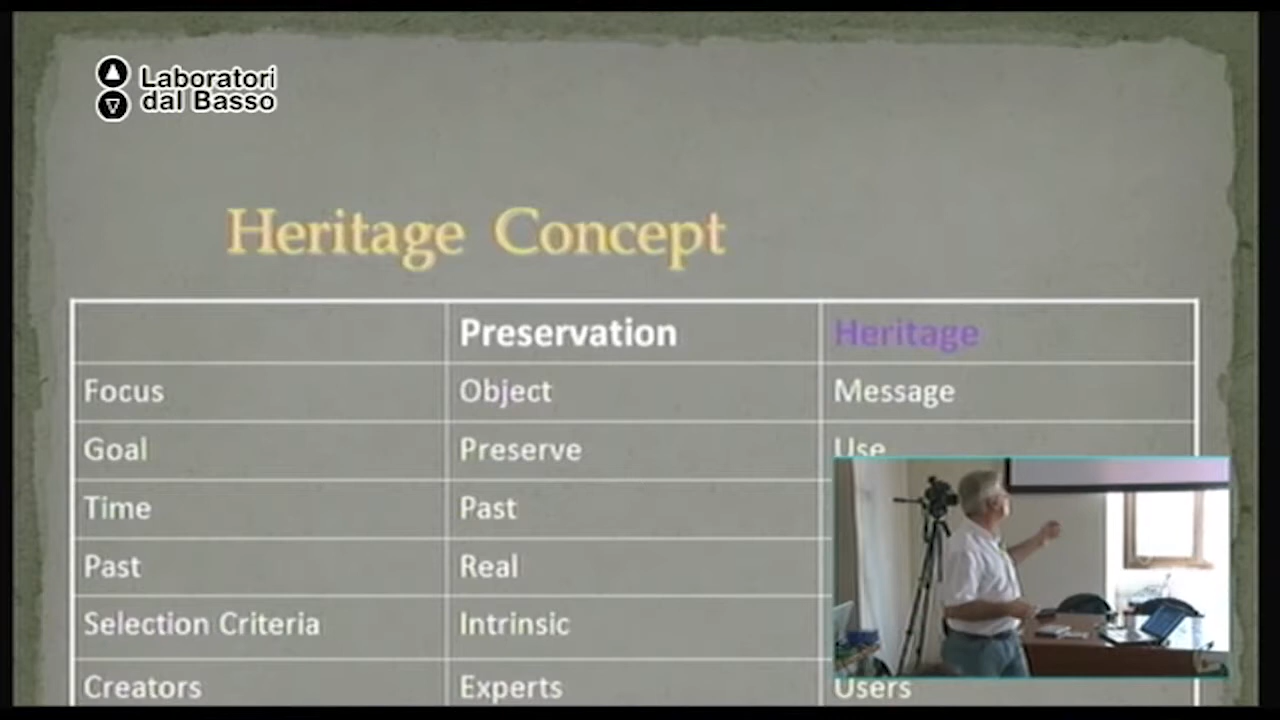 Laboratori
dal Basso
Heritage Concept
Preservation Heritage
Focus Object Message
Goal Preserve Use
Time Past
Past Real
Selection Criteria Intrinsic
Creators Experts Users